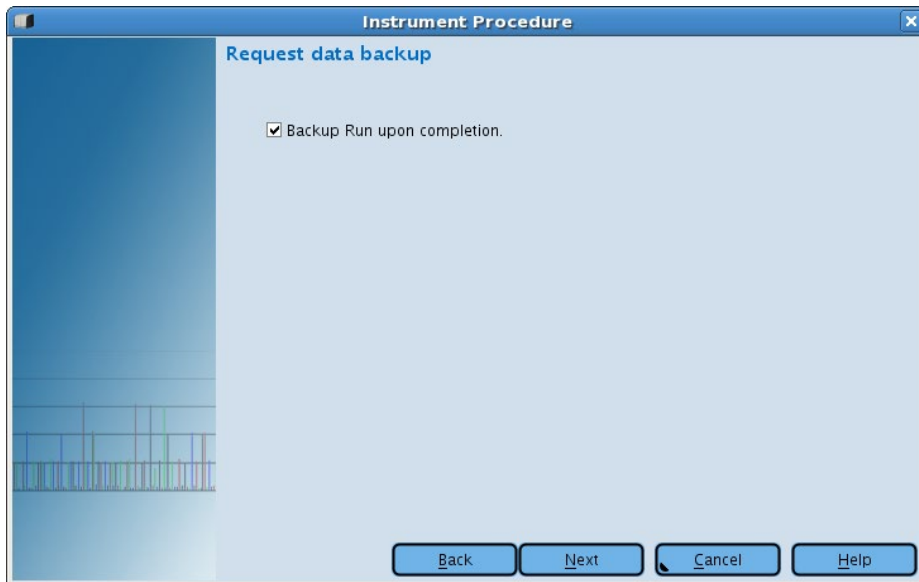 Instrument Procedure
Request data backup
Backup Run upon completion.
Back Next Cancel Help